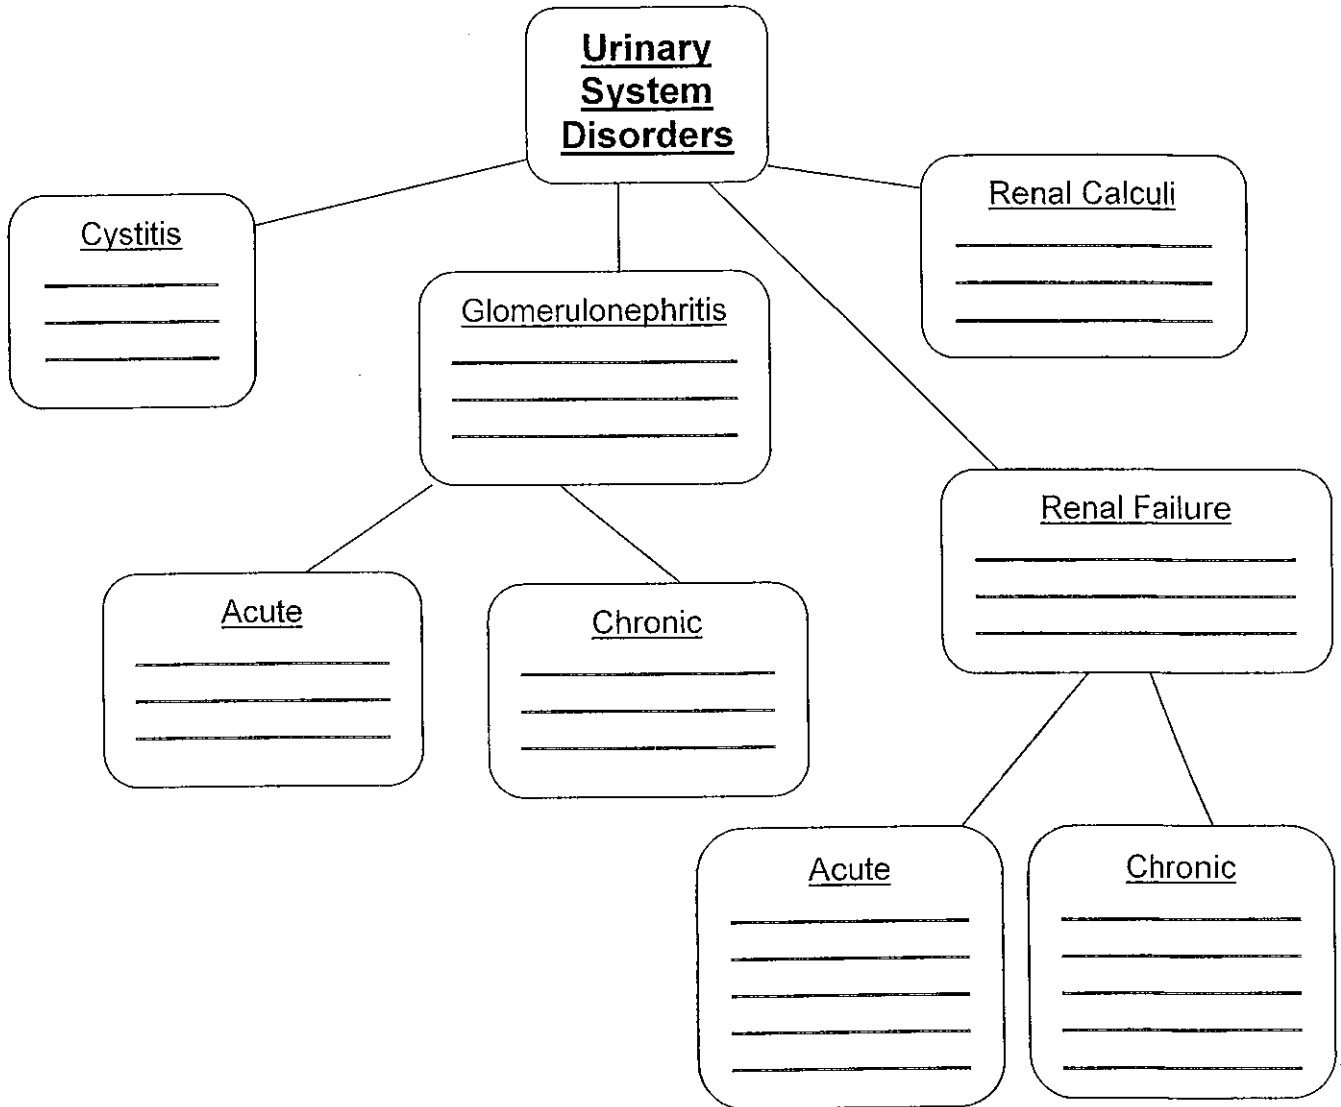 Urinary
System
Disorders
Renal Calculi
Cystitis
Glomerulonephritis
Renal Failure
Acute
Chronic
Acute
Chronic